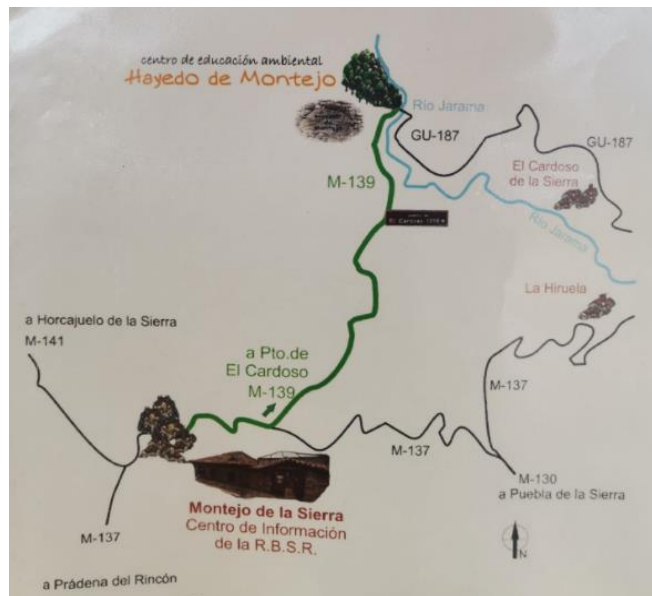 centro de educación ambiental
Hayedo de Montejo
Río Jarama
GU-187
GU-187
El Cardoso
de la Sierra
M-139
El Cardoso
Río Jarama
La Hiruela
a Horcajuelo de la Sierra
M-141
a Pto.de
El Cardoso
M-139
M-137
M-137
M-130
a Puebla de la Sierra
Montejo de la Sierra
Centro de Información
de la R.B.S.R.
N
M-137
a Prádena del Rincón